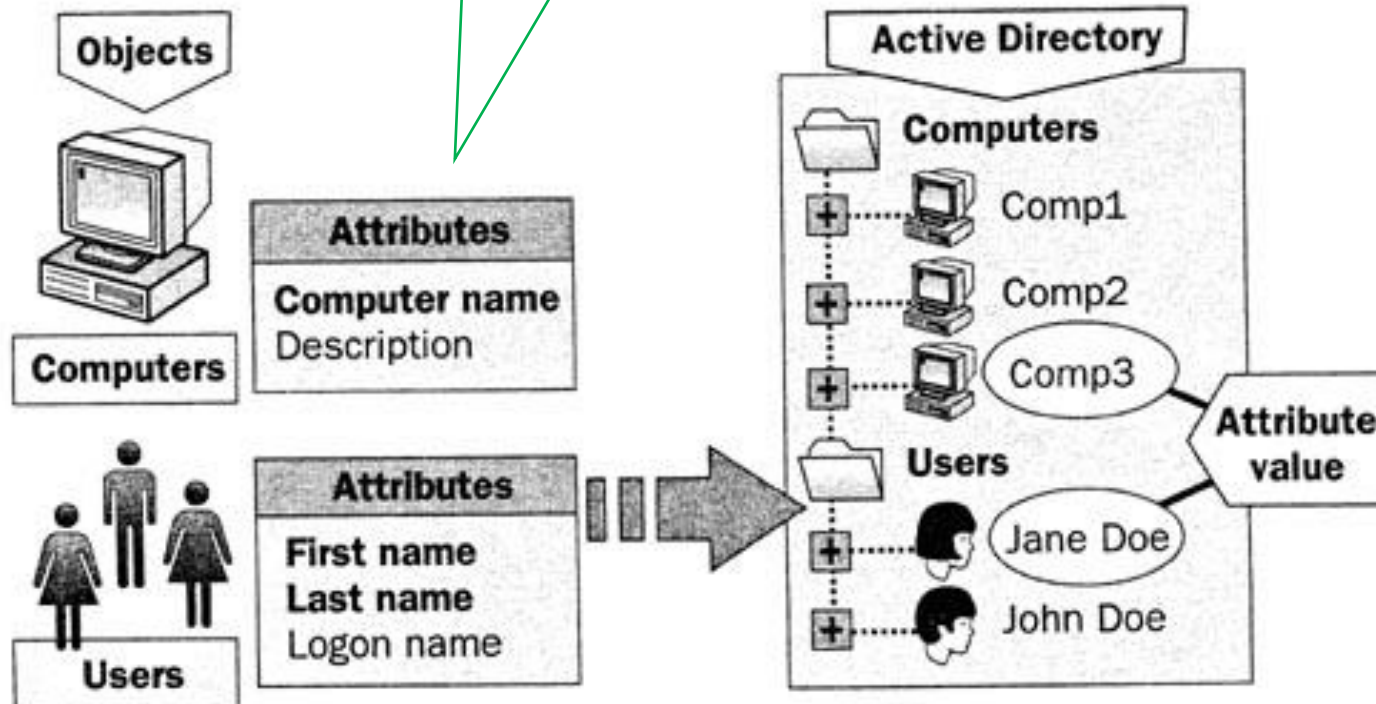 Objects
Computers
Attributes
Computer name
Description
Users
Attributes
First name
Last name
Logon name
Active Directory
Computers
Comp1
Comp2
Comp3
Users
Jane Doe
John Doe
Attribute
value